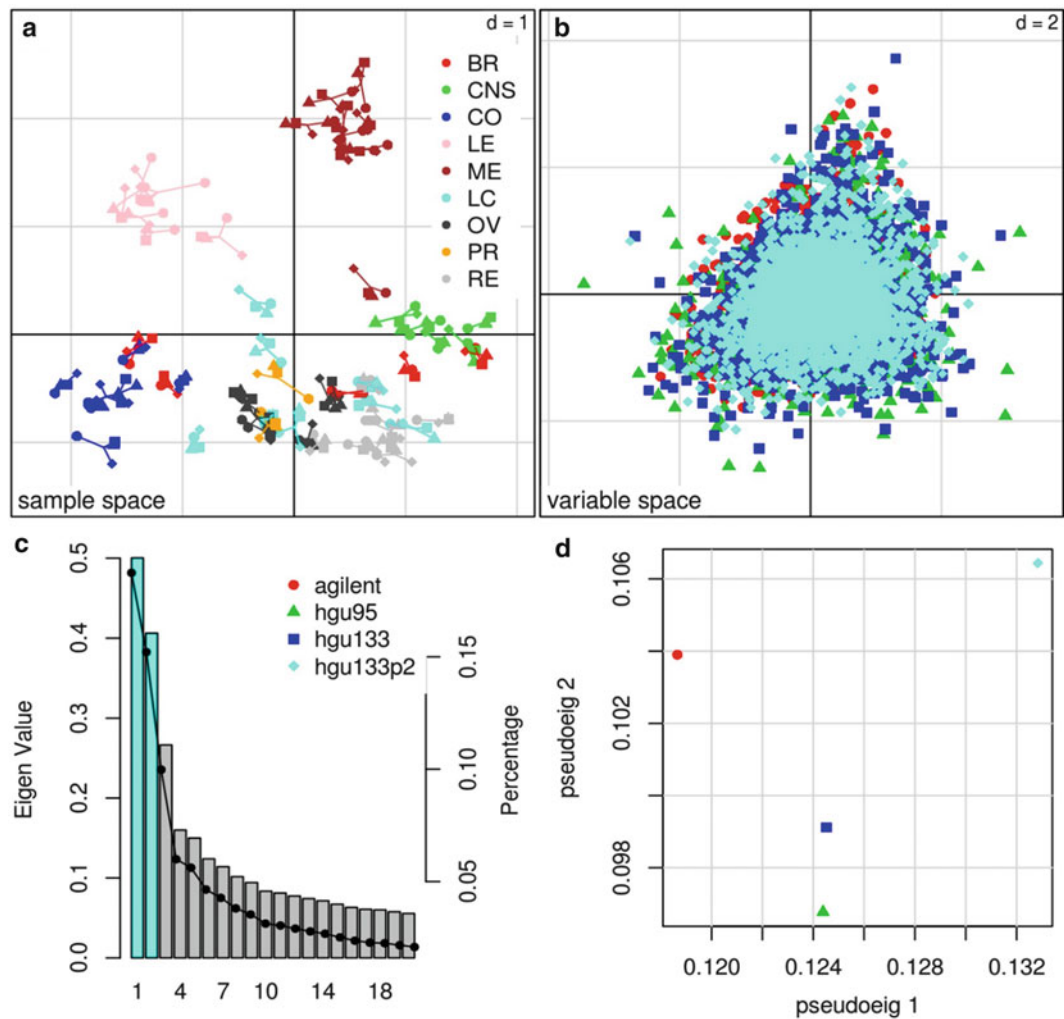 a
d = 1
BR
CNS
CO
LE
ME
LC
OV
PR
RE
sample space
b
d = 2
variable space
c
agilent
hgu95
hgu133
hgu133p2
Eigen Value
0.5
0.4
0.3
0.2
0.1
0.0
1 4 7 10 14 18
Percentage
0.15
0.10
0.05
d
pseudoeig 2
0.106
0.102
0.098
0.120 0.124 0.128 0.132
pseudoeig 1